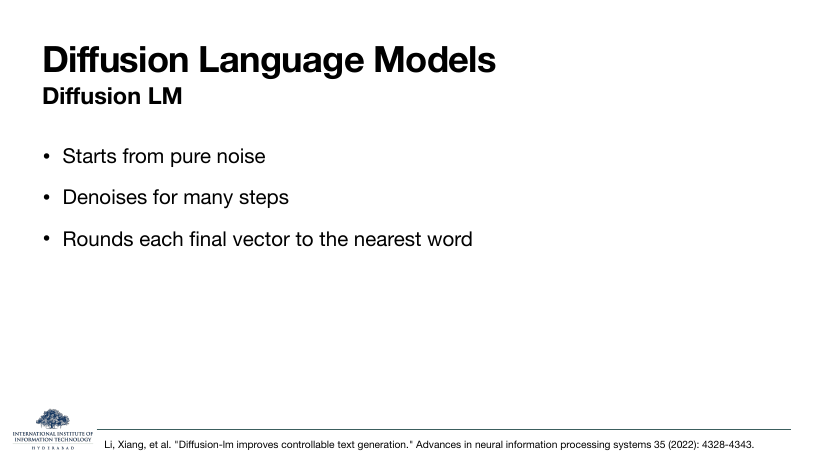 Diffusion Language Models
Diffusion LM
• Starts from pure noise
• Denoises for many steps
• Rounds each final vector to the nearest word
INTERNATIONAL INSTITUTE OF
INFORMATION TECHNOLOGY
HYDERABAD
Li, Xiang, et al. "Diffusion-lm improves controllable text generation." Advances in neural information processing systems 35 (2022): 4328-4343.